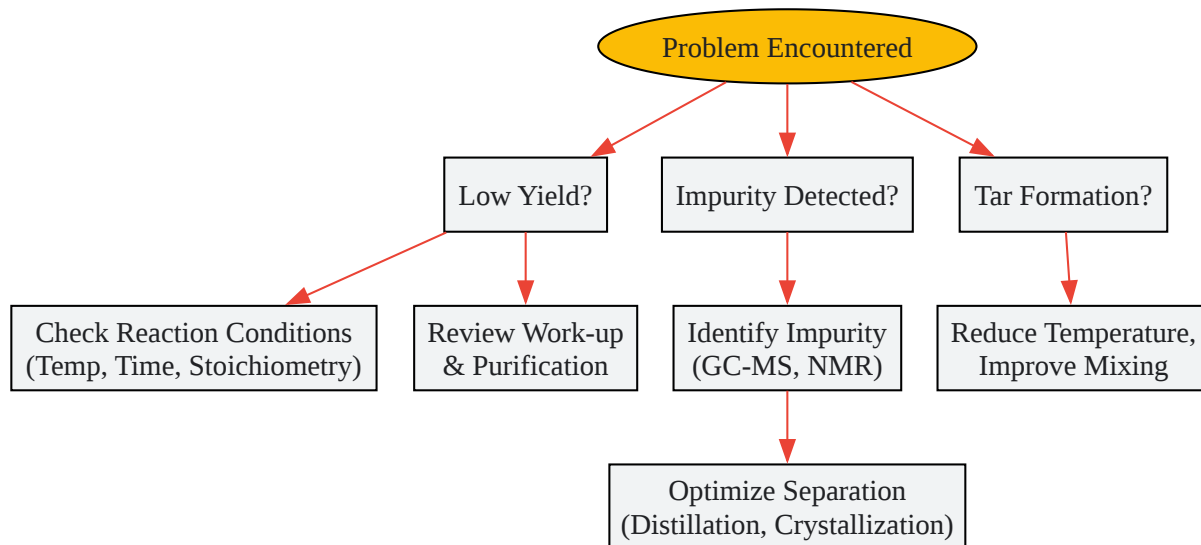 Problem Encountered
Low Yield?
Impurity Detected?
Tar Formation?
Check Reaction Conditions
(Temp, Time, Stoichiometry)
Review Work-up
& Purification
Identify Impurity
(GC-MS, NMR)
Reduce Temperature,
Improve Mixing
Optimize Separation
(Distillation, Crystallization)